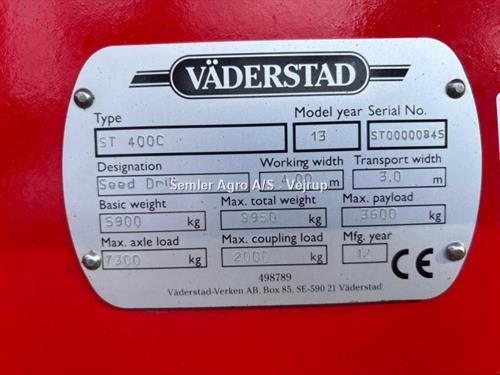 VÄDERSTAD
Type Model year Serial No.
ST 400C 13 ST00000845
Designation Working width Transport width
Seed Drill 4,00 m 3,0 m
Semler Agro A/S - Vejrup
Basic weight Max. total weight Max. payload
5900 kg 9950 kg 3600 kg
Max. axle load Max. coupling load Mfg. year
7300 kg 2000 kg 12 CE
498789
Väderstad-Verken AB, Box 85, SE-590 21 Väderstad